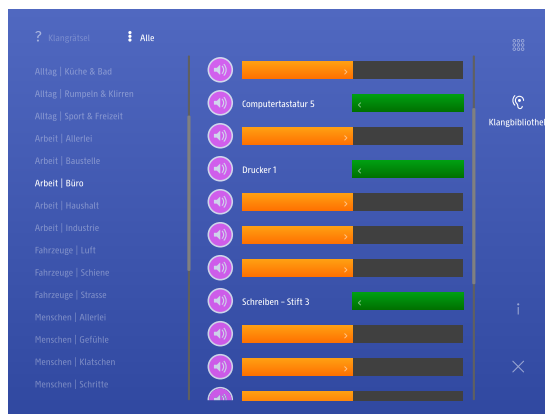 ? Klangrätsel
Alle
Alltag | Küche & Bad
Alltag | Rumpeln & Klirren
Alltag | Sport & Freizeit
Arbeit | Allerlei
Arbeit | Baustelle
Arbeit | Büro
Arbeit | Haushalt
Arbeit | Industrie
Fahrzeuge | Luft
Fahrzeuge | Schiene
Fahrzeuge | Strasse
Menschen | Allerlei
Menschen | Gefühle
Menschen | Klatschen
Menschen | Schritte
Computertastatur 5
Drucker 1
Schreiben – Stift 3
Klangbibliothek
i